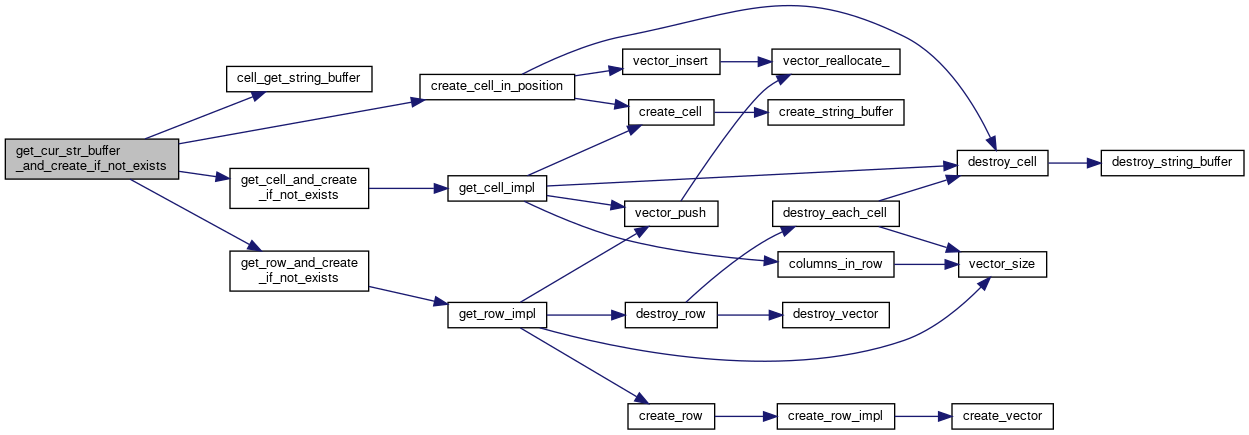 get_cur_str_buffer
_and_create_if_not_exists
cell_get_string_buffer
create_cell_in_position
get_cell_and_create
_if_not_exists
get_row_and_create
_if_not_exists
get_cell_impl
get_row_impl
vector_insert
create_cell
vector_push
destroy_row
create_row
vector_reallocate_
create_string_buffer
destroy_each_cell
columns_in_row
destroy_vector
create_row_impl
destroy_cell
vector_size
create_vector
destroy_string_buffer